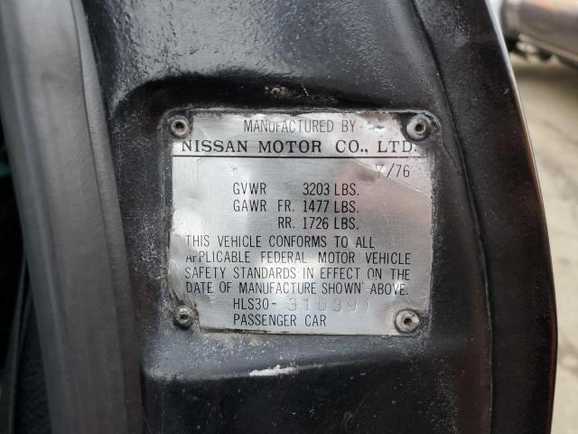 MANUFACTURED BY
NISSAN MOTOR CO., LTD.
/76
GVWR 3203 LBS.
GAWR FR. 1477 LBS.
RR. 1726 LBS.
THIS VEHICLE CONFORMS TO ALL
APPLICABLE FEDERAL MOTOR VEHICLE
SAFETY STANDARDS IN EFFECT ON THE
DATE OF MANUFACTURE SHOWN ABOVE.
HLS30-310391
PASSENGER CAR